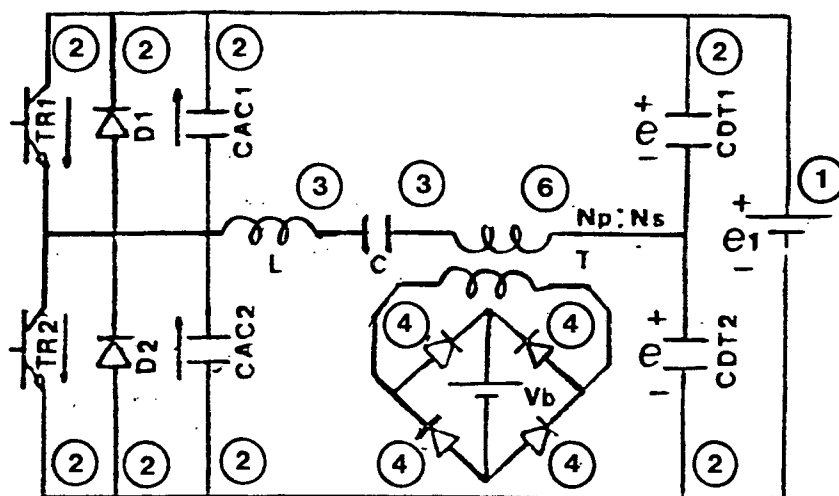 2 2 2 2
TR1 D1 CAC1 + e - CDT1
3 3 6 1
Np:Ns + e1 -
L C T
TR2 D2 CAC2 4 4 + e - CDT2
Vb
2 2 2 4 4 2